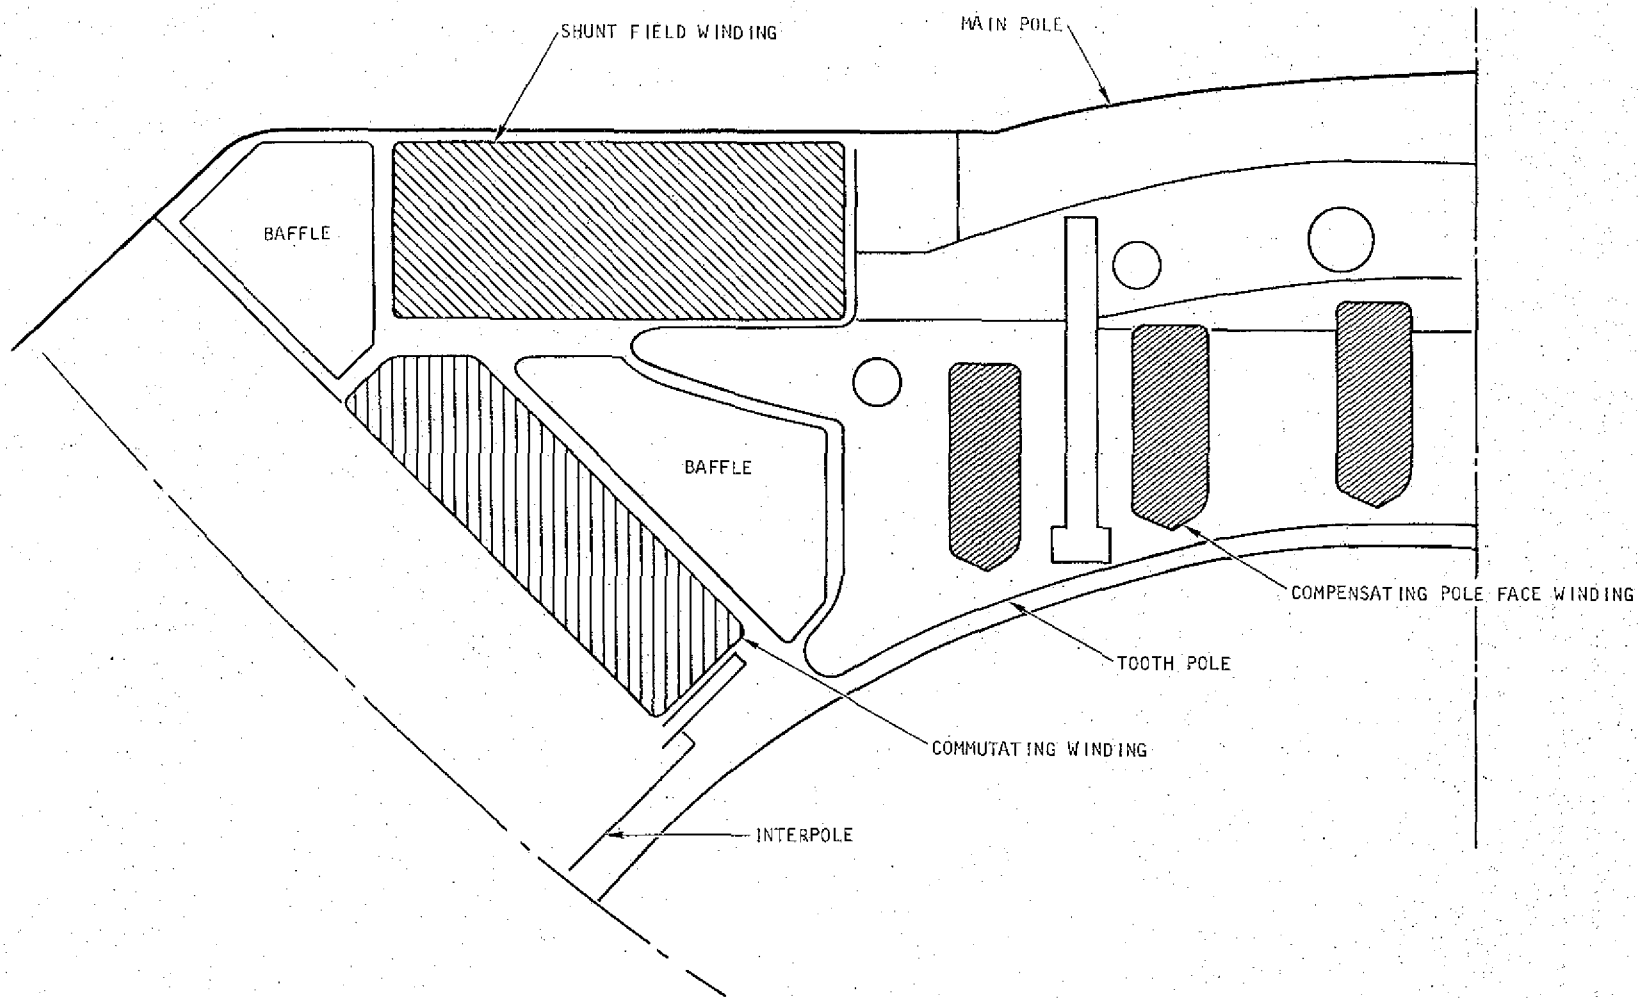 SHUNT FIELD WINDING
MAIN POLE
BAFFLE
BAFFLE
COMPENSATING POLE FACE WINDING
TOOTH POLE
COMMUTATING WINDING
INTERPOLE